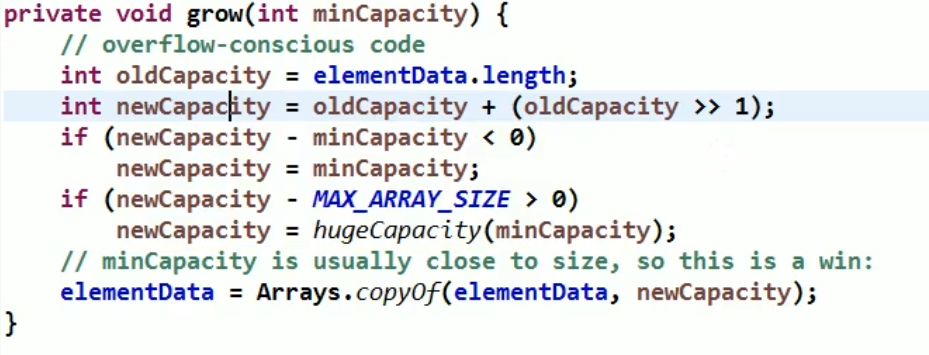 private void grow(int minCapacity) {
    // overflow-conscious code
    int oldCapacity = elementData.length;
    int newCapacity = oldCapacity + (oldCapacity >> 1);
    if (newCapacity - minCapacity < 0)
        newCapacity = minCapacity;
    if (newCapacity - MAX_ARRAY_SIZE > 0)
        newCapacity = hugeCapacity(minCapacity);
    // minCapacity is usually close to size, so this is a win:
    elementData = Arrays.copyOf(elementData, newCapacity);
}